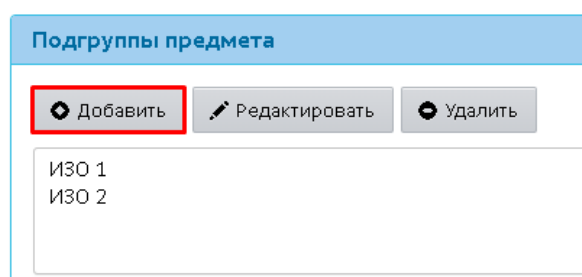 Подгруппы предмета
Добавить Редактировать Удалить
ИЗО 1
ИЗО 2